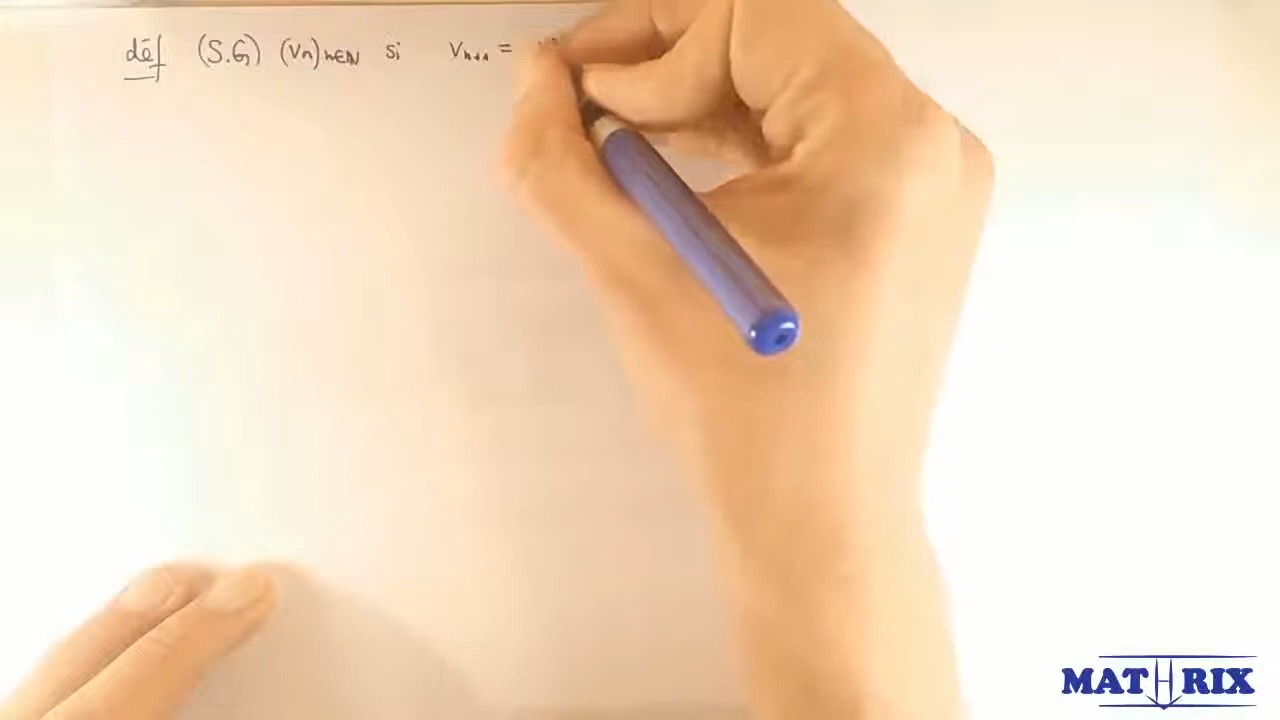 déf (S.G) (Vn)n∈ℕ si Vn+1 =
MATHRIX